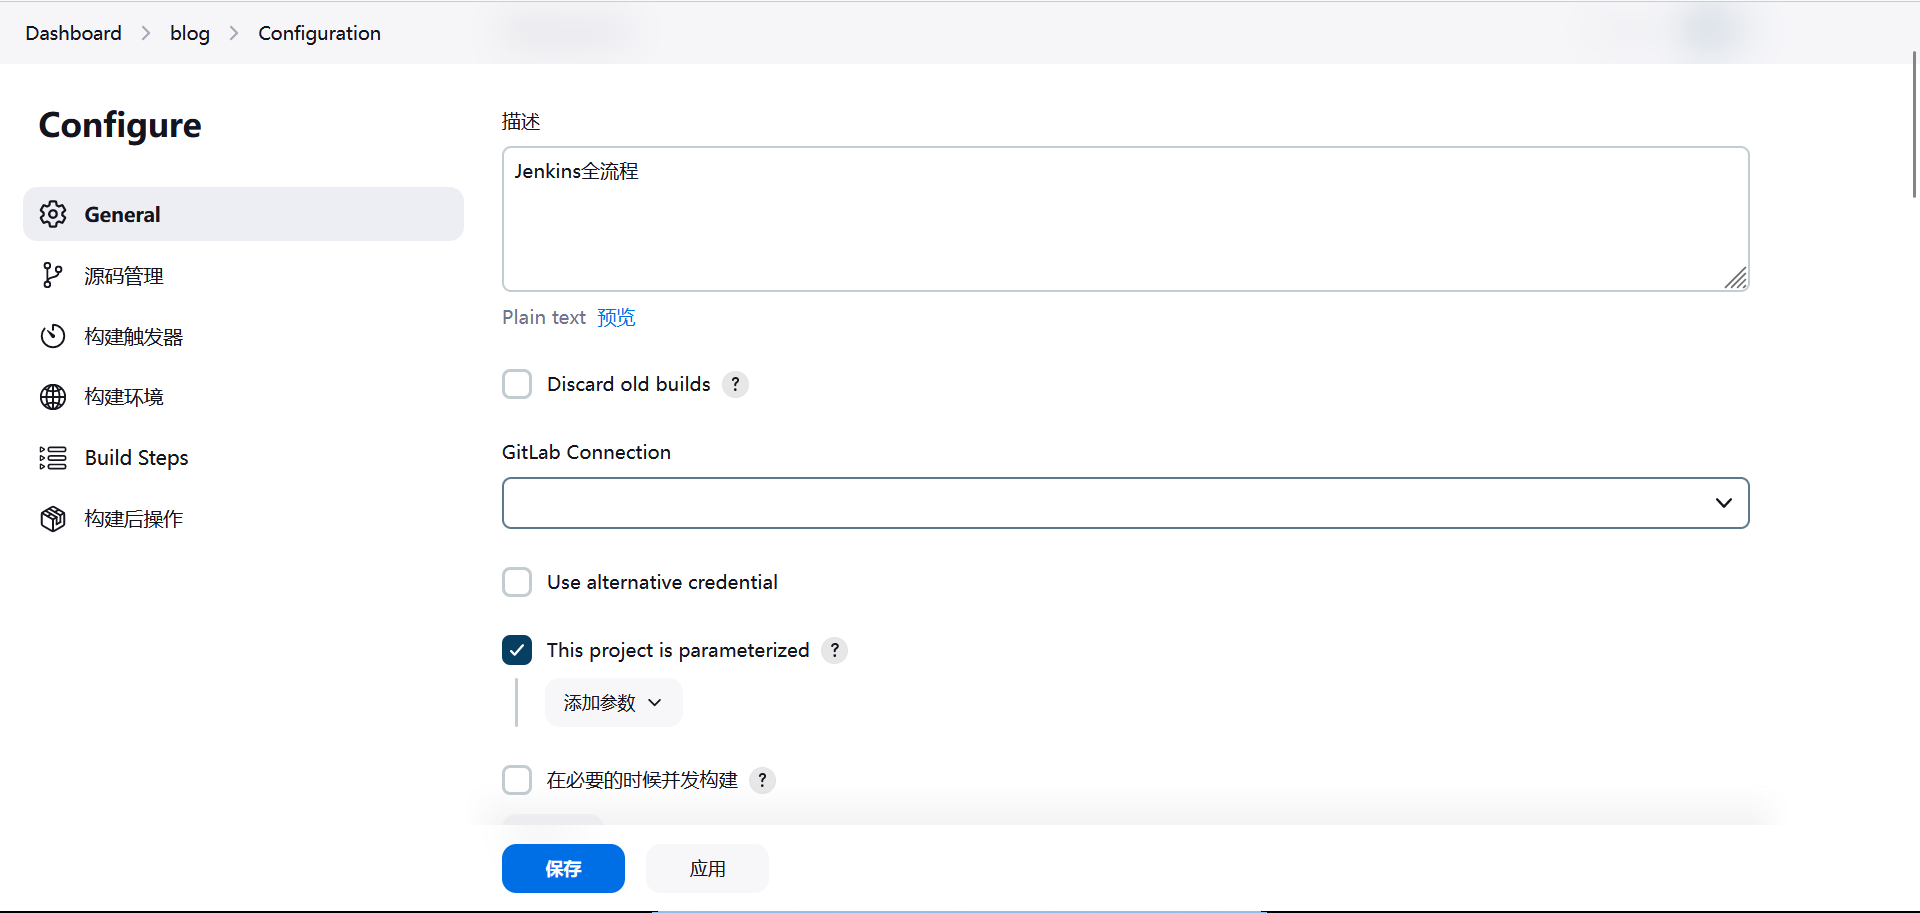 Dashboard > blog > Configuration
Configure
General
源码管理
构建触发器
构建环境
Build Steps
构建后操作
描述
Jenkins全流程
Plain text 预览
Discard old builds ?
GitLab Connection
Use alternative credential
This project is parameterized ?
添加参数
在必要的时候并发构建 ?
保存 应用